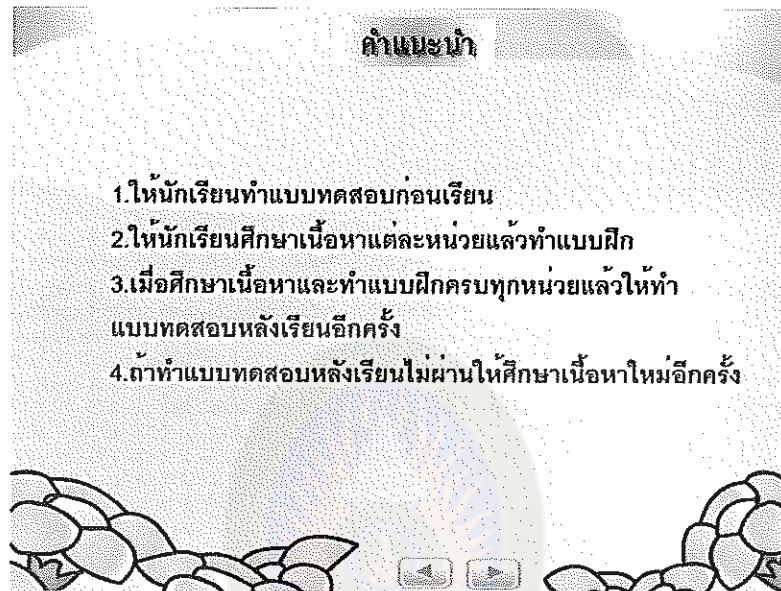 คำแนะนำ
1.ให้นักเรียนทำแบบทดสอบก่อนเรียน
2.ให้นักเรียนศึกษาเนื้อหาแต่ละหน่วยแล้วทำแบบฝึก
3.เมื่อศึกษาเนื้อหาและทำแบบฝึกครบทุกหน่วยแล้วให้ทำ
แบบทดสอบหลังเรียนอีกครั้ง
4.ถ้าทำแบบทดสอบหลังเรียนไม่ผ่านให้ศึกษาเนื้อหาใหม่อีกครั้ง